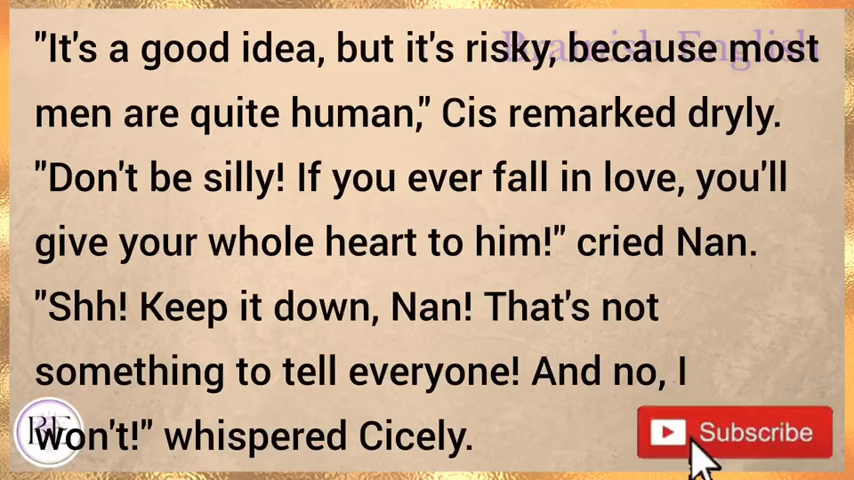 "It's a good idea, but it's risky, because most
men are quite human," Cis remarked dryly.
"Don't be silly! If you ever fall in love, you'll
give your whole heart to him!" cried Nan.
"Shh! Keep it down, Nan! That's not
something to tell everyone! And no, I
won't!" whispered Cicely.
Subscribe